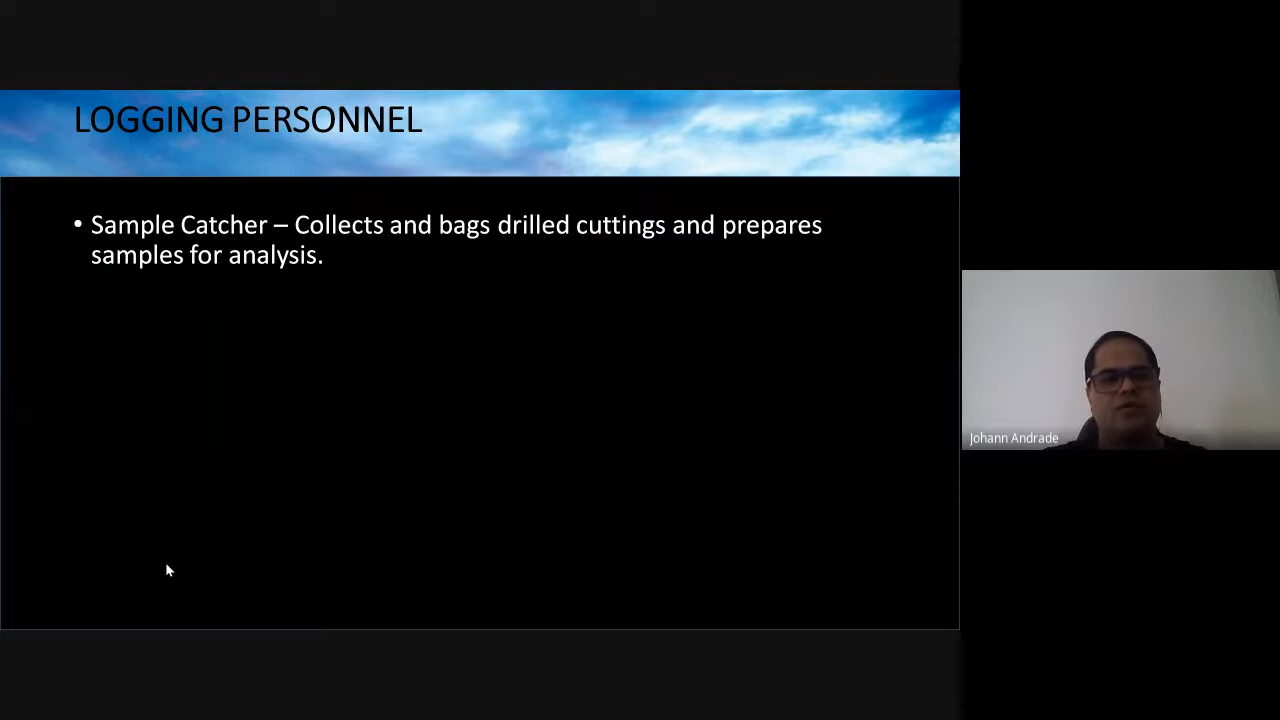 LOGGING PERSONNEL
• Sample Catcher – Collects and bags drilled cuttings and prepares
samples for analysis.
Johann Andrade